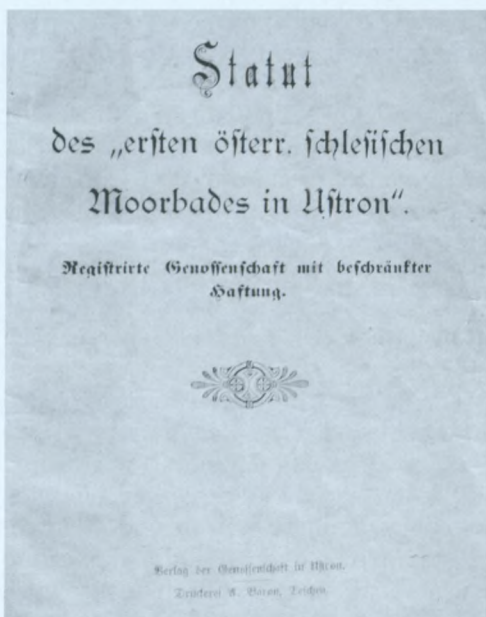 Statut
des „ersten österr. schlesischen
Moorbades in Ustron“.
Registrirte Genossenschaft mit beschränkter
Haftung.
Verlag der Genossenschaft in Ustron.
Druckerei K. Baron, Teschen.